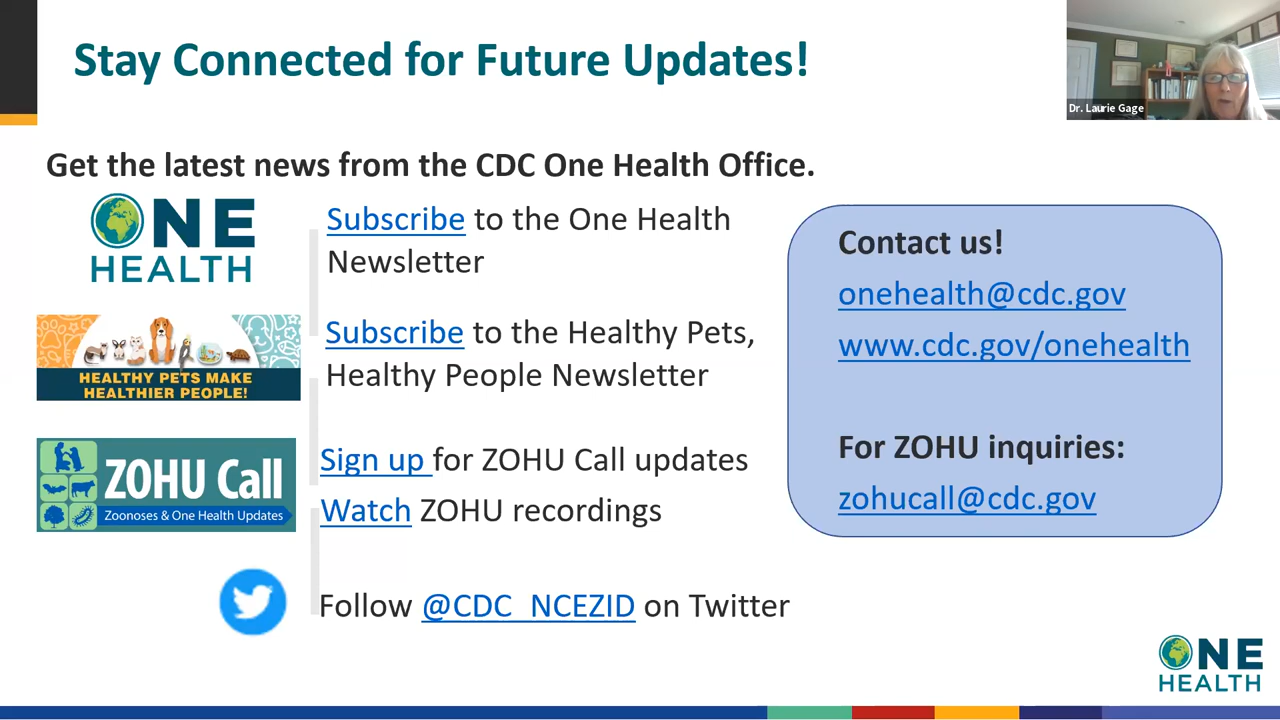 Stay Connected for Future Updates!
Dr. Laurie Gage
Get the latest news from the CDC One Health Office.
ONE
HEALTH
Subscribe to the One Health
Newsletter
HEALTHY PETS MAKE
HEALTHIER PEOPLE!
Subscribe to the Healthy Pets,
Healthy People Newsletter
ZOHU Call
Zoonoses & One Health Updates
Sign up for ZOHU Call updates
Watch ZOHU recordings
Follow @CDC_NCEZID on Twitter
Contact us!
onehealth@cdc.gov
www.cdc.gov/onehealth
For ZOHU inquiries:
zohucall@cdc.gov
ONE
HEALTH